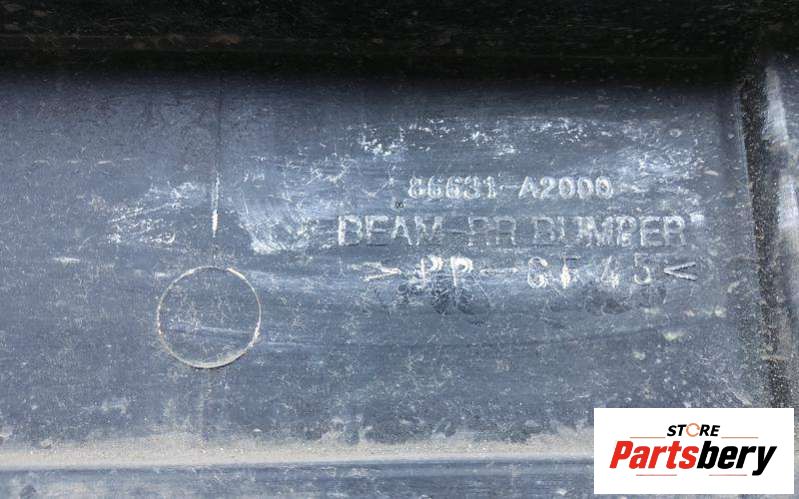 86631-A2000
BEAM-RR BUMPER
>PP-GF45<
STORE
Partsbery